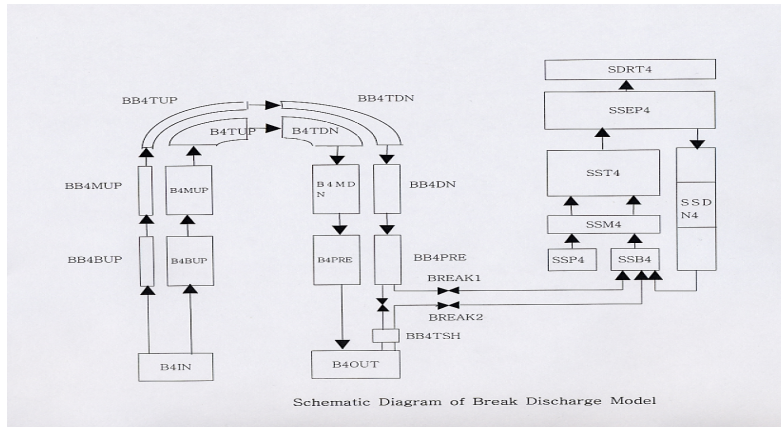 SDRT4
BB4TUP
BB4TDN
SSEP4
B4TUP
B4TDN
SST4
BB4MUP
B4MUP
B4MD
N
BB4DN
SSD
N4
SSM4
BB4BUP
B4BUP
B4PRE
BB4PRE
SSP4
SSB4
BREAK1
BREAK2
BB4TSH
B4IN
B4OUT
Schematic Diagram of Break Discharge Model